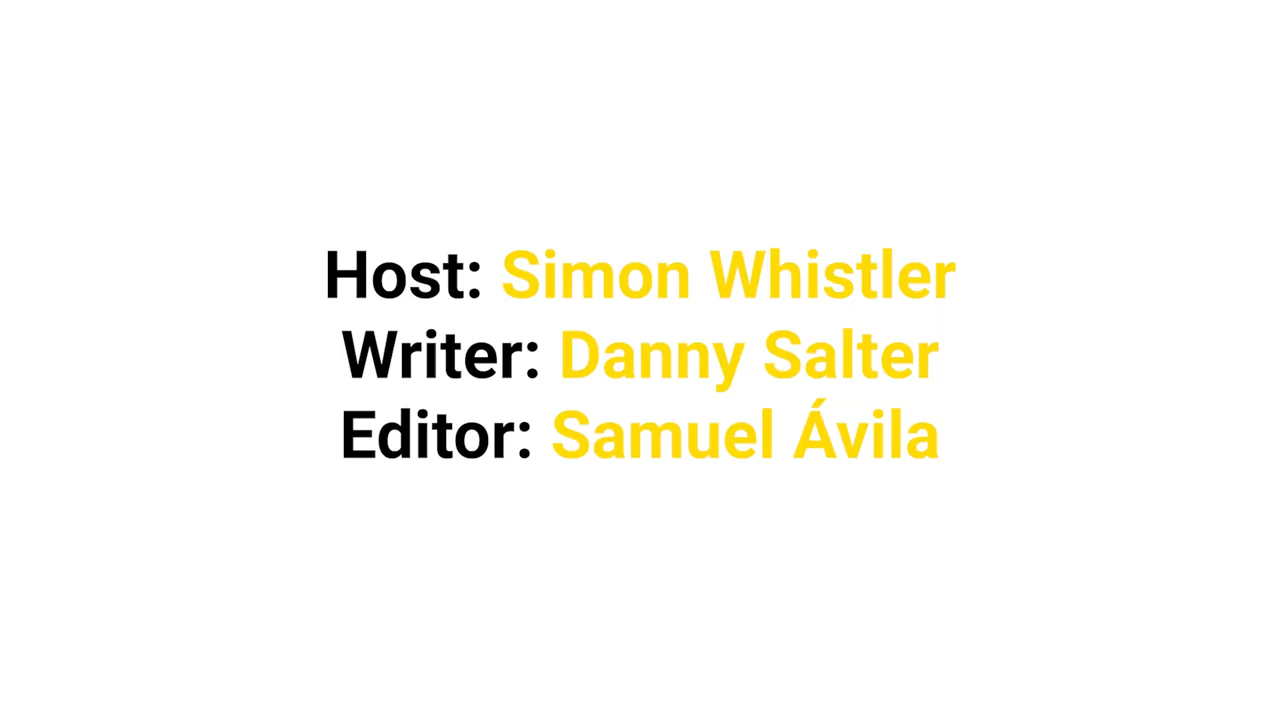 Host: Simon Whistler
Writer: Danny Salter
Editor: Samuel Ávila